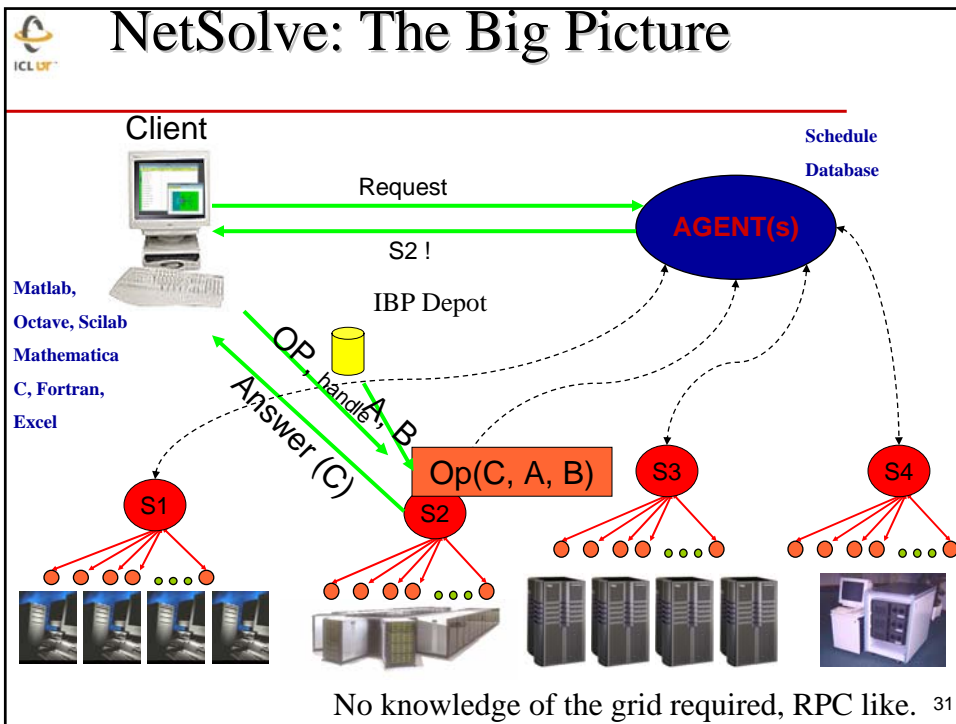 NetSolve: The Big Picture
ICL UT
Client
Schedule
Database
Request
AGENT(s)
S2 !
Matlab,
Octave, Scilab
Mathematica
C, Fortran,
Excel
IBP Depot
OP, handle
A, B
Answer (C)
Op(C, A, B)
S1
S2
S3
S4
No knowledge of the grid required, RPC like.
31